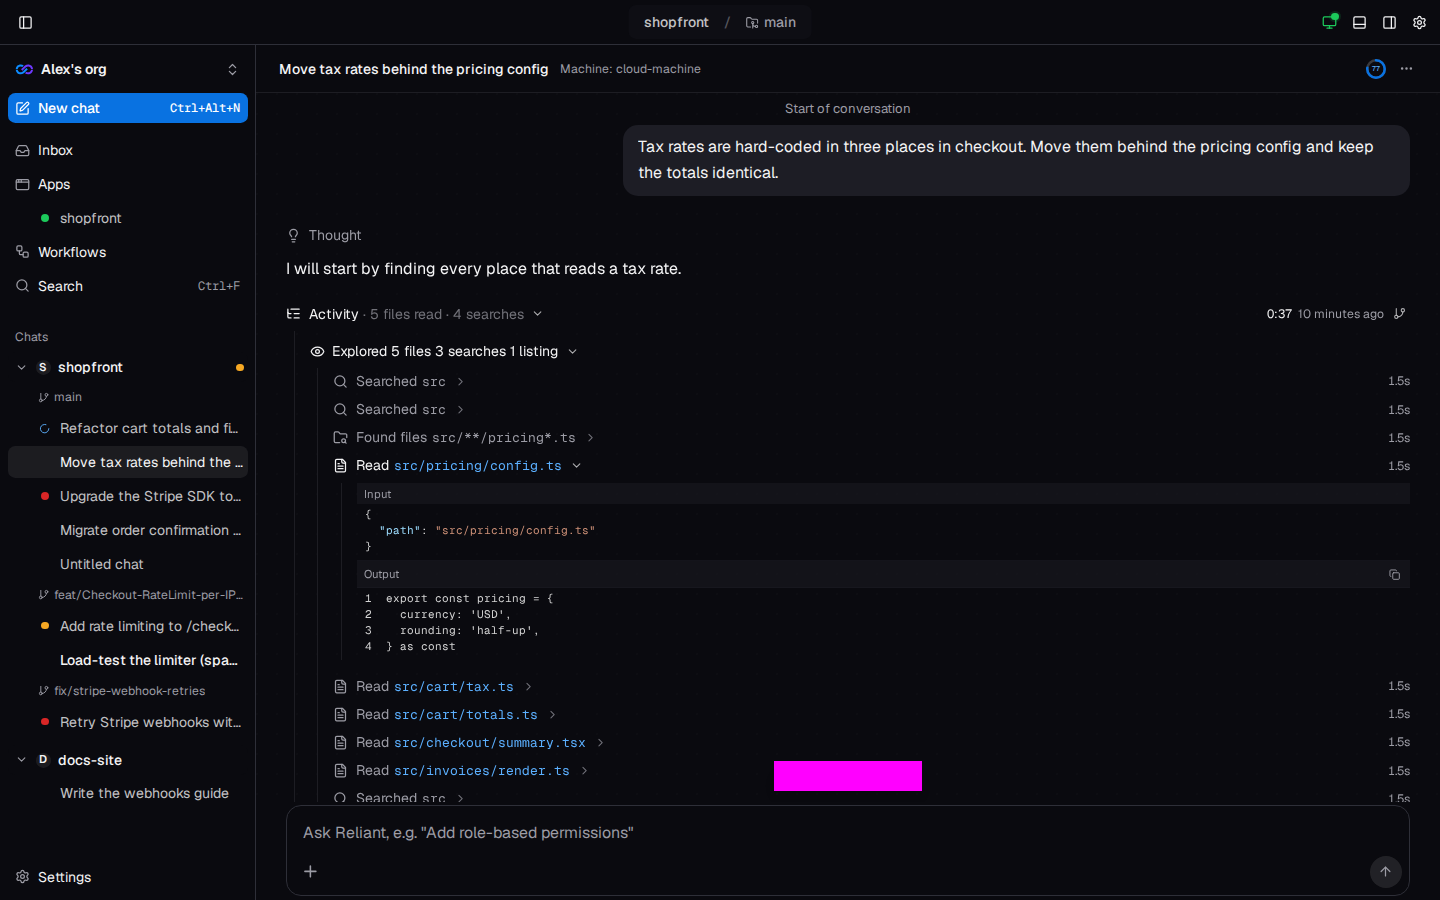 shopfront / main
Alex's org
New chat Ctrl+Alt+N
Inbox
Apps
shopfront
Workflows
Search Ctrl+F
Chats
S shopfront
main
Refactor cart totals and fi…
Move tax rates behind the …
Upgrade the Stripe SDK to…
Migrate order confirmation …
Untitled chat
feat/Checkout-RateLimit-per-IP…
Add rate limiting to /check…
Load-test the limiter (spa…
fix/stripe-webhook-retries
Retry Stripe webhooks wit…
D docs-site
Write the webhooks guide
Settings
Move tax rates behind the pricing config Machine: cloud-machine 77
Start of conversation
Tax rates are hard-coded in three places in checkout. Move them behind the pricing config and keep
the totals identical.
Thought
I will start by finding every place that reads a tax rate.
Activity · 5 files read · 4 searches 0:37 10 minutes ago
Explored 5 files 3 searches 1 listing
Searched src 1.5s
Searched src 1.5s
Found files src/**/pricing*.ts 1.5s
Read src/pricing/config.ts 1.5s
Input
{
"path": "src/pricing/config.ts"
}
Output
1 export const pricing = {
2 currency: 'USD',
3 rounding: 'half-up',
4 } as const
Read src/cart/tax.ts 1.5s
Read src/cart/totals.ts 1.5s
Read src/checkout/summary.tsx 1.5s
Read src/invoices/render.ts 1.5s
Searched src 1.5s
Ask Reliant, e.g. "Add role-based permissions"